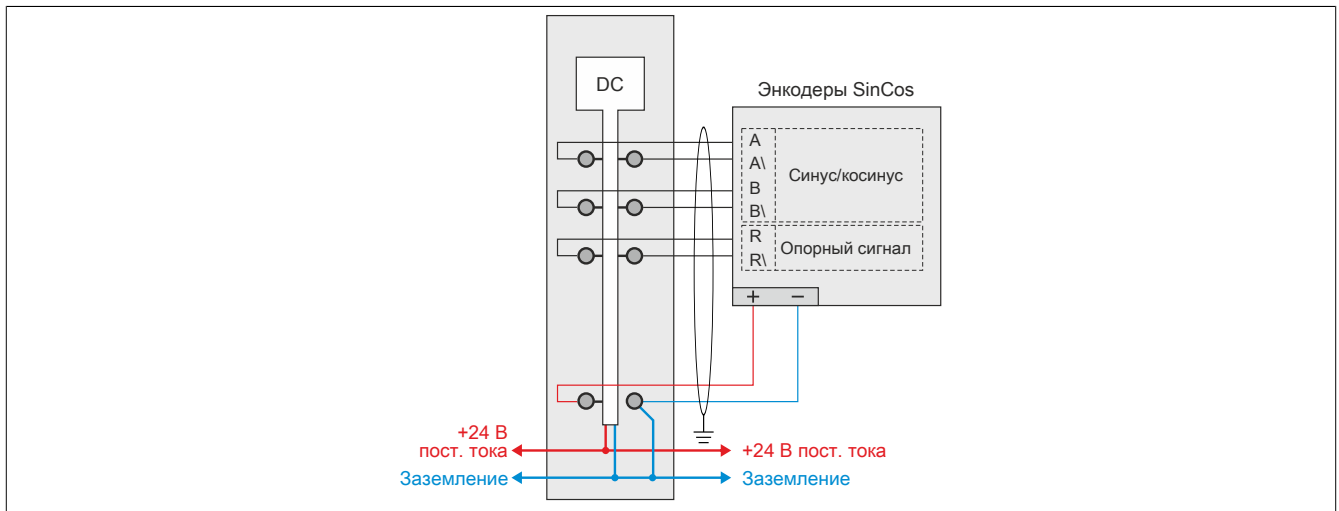 DC
Энкодеры SinCos
A
A\
B
B\
Синус/косинус
R
R\
Опорный сигнал
+ −
+24 В
пост. тока
+24 В пост. тока
Заземление
Заземление